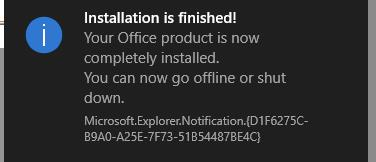 Installation is finished!
Your Office product is now
completely installed.
You can now go offline or shut
down.
Microsoft.Explorer.Notification.{D1F6275C-
B9A0-A25E-7F73-51B54487BE4C}